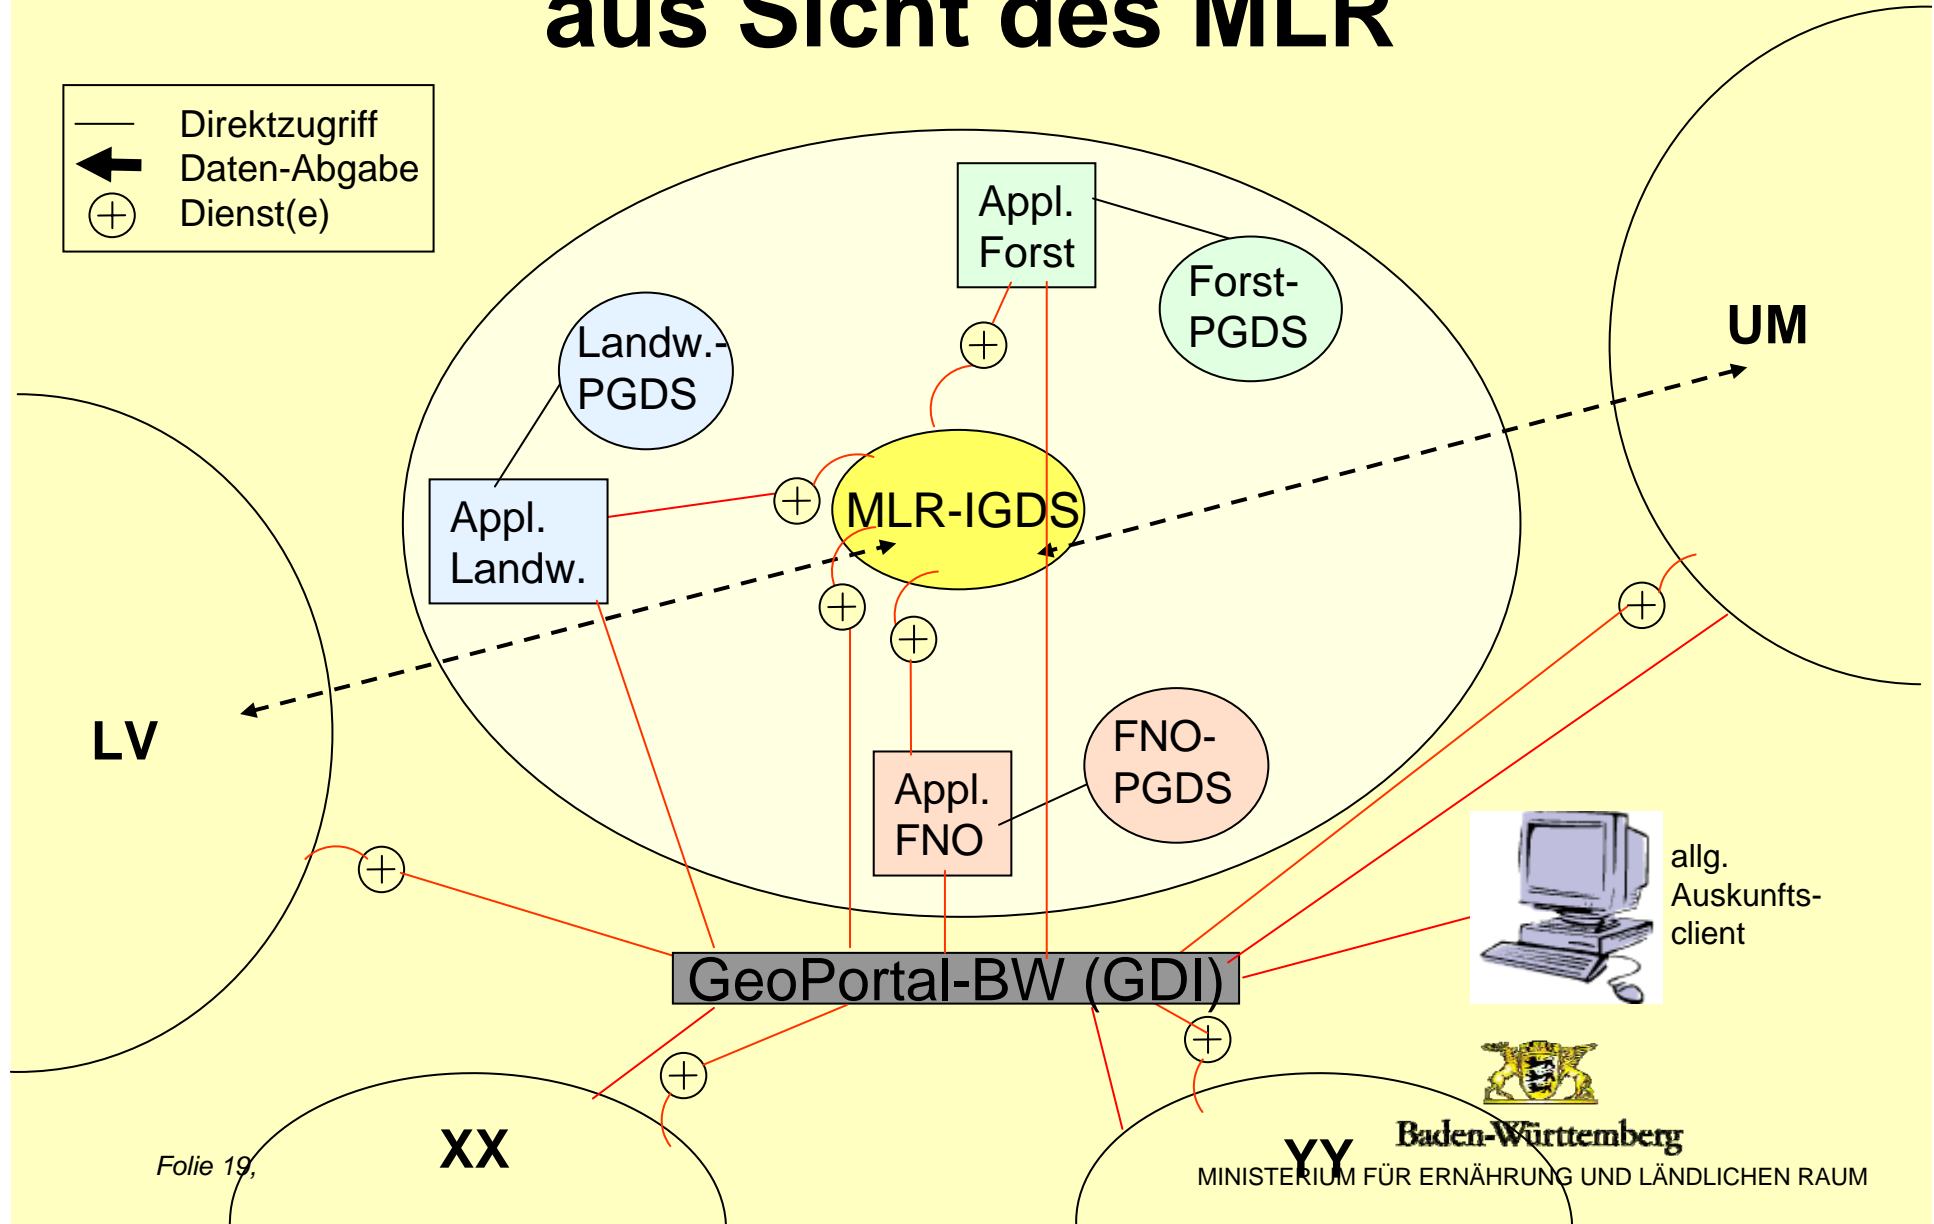 aus Sicht des MLR
Direktzugriff
Daten-Abgabe
Dienst(e)
Appl.
Forst
Forst-
PGDS
Landw.-
PGDS
UM
Appl.
Landw.
MLR-IGDS
LV
FNO-
PGDS
Appl.
FNO
allg.
Auskunfts-
client
GeoPortal-BW (GDI)
XX
YY
Baden-Württemberg
Folie 19,
MINISTERIUM FÜR ERNÄHRUNG UND LÄNDLICHEN RAUM